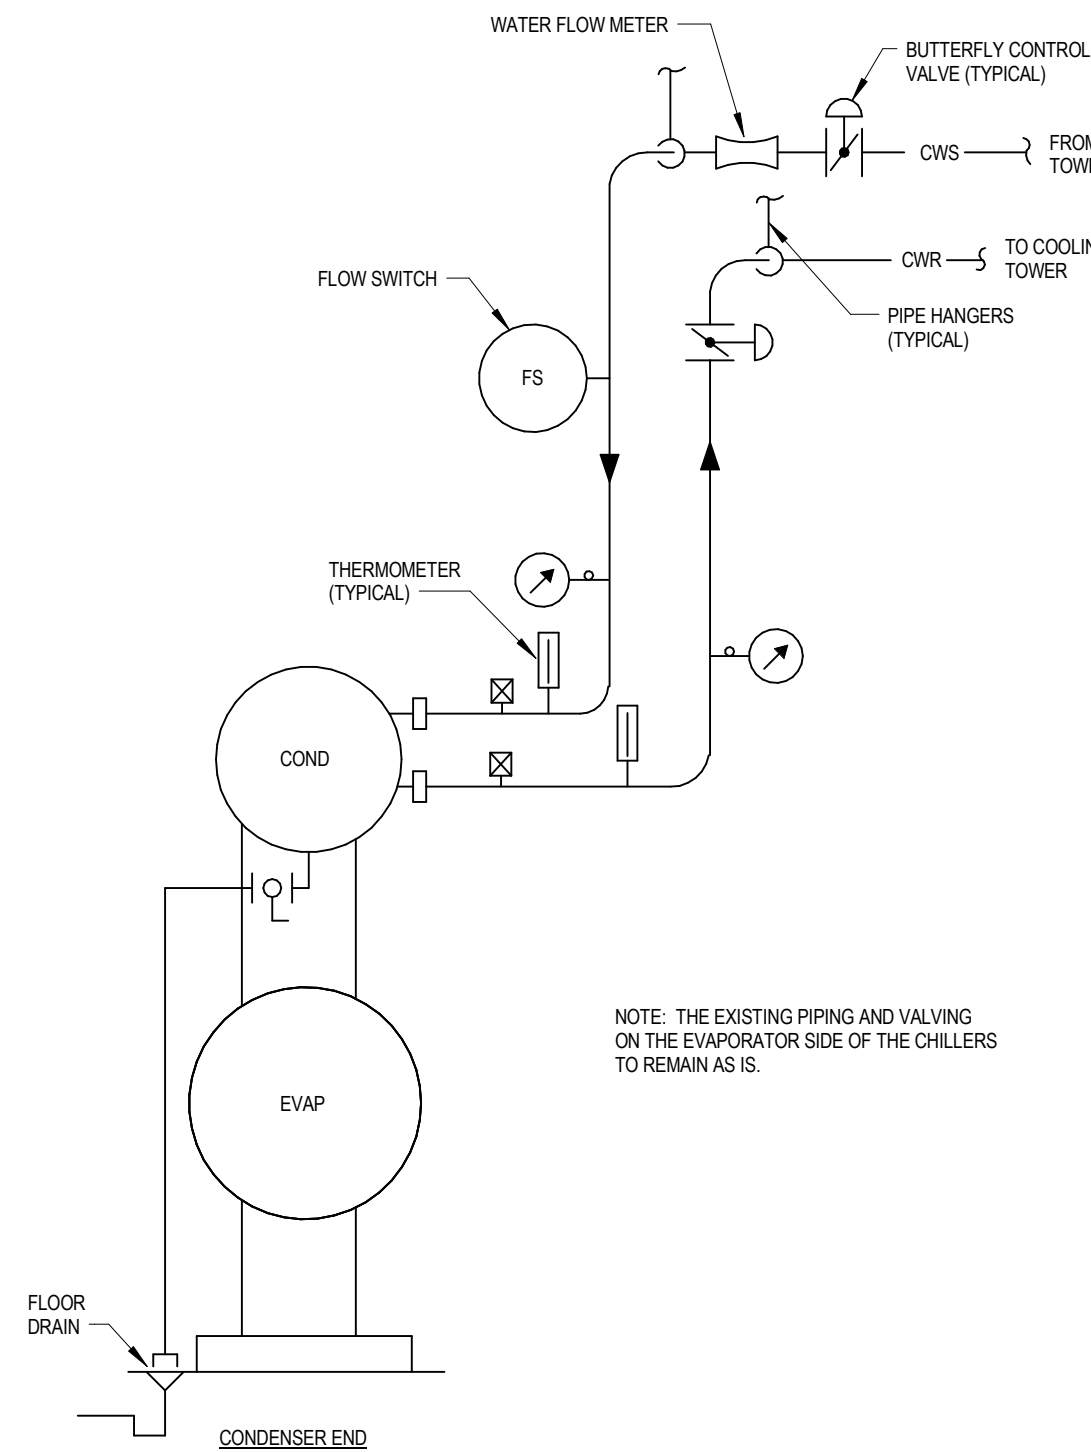 WATER FLOW METER
BUTTERFLY CONTROL
VALVE (TYPICAL)
CWS
FROM
CWR
TO COOLIN
TOWER
FLOW SWITCH
PIPE HANGERS
(TYPICAL)
FS
THERMOMETER
(TYPICAL)
COND
NOTE: THE EXISTING PIPING AND VALVING
ON THE EVAPORATOR SIDE OF THE CHILLERS
TO REMAIN AS IS.
EVAP
FLOOR
DRAIN
CONDENSER END